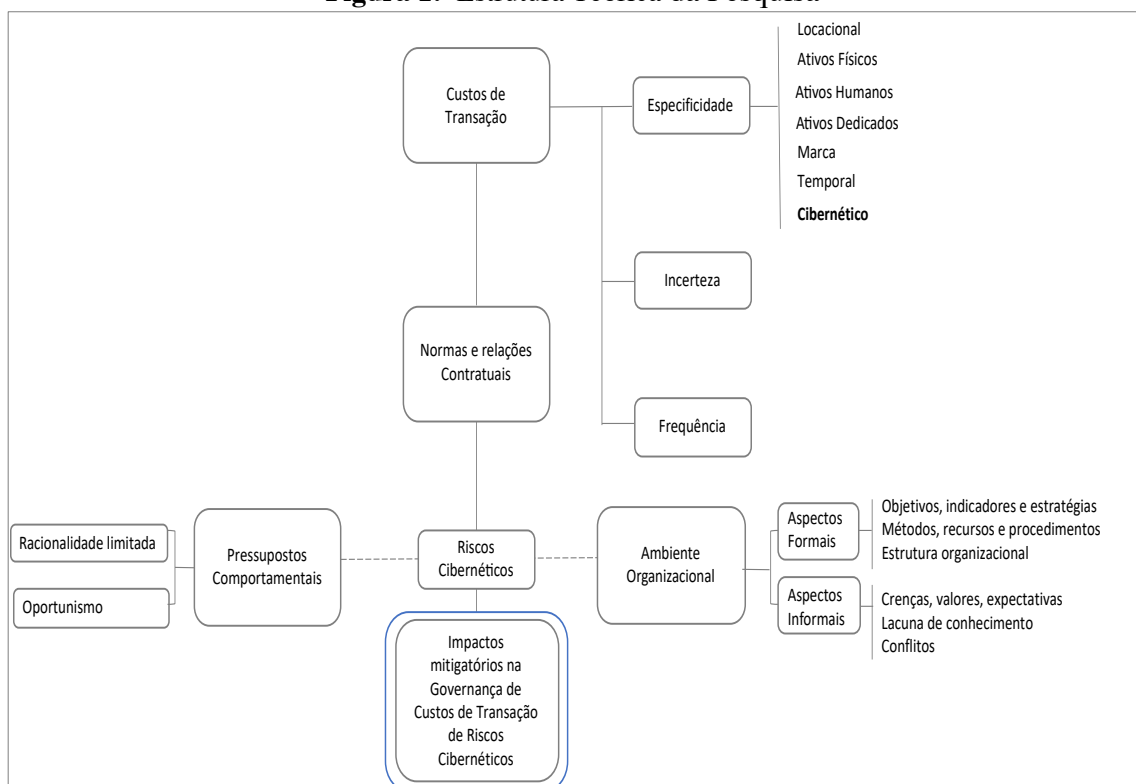 Custos de
Transação
Especificidade
Locacional
Ativos Físicos
Ativos Humanos
Ativos Dedicados
Marca
Temporal
Cibernético
Incerteza
Normas e relações
Contratuais
Frequência
Racionalidade limitada
Oportunismo
Pressupostos
Comportamentais
Riscos
Cibernéticos
Ambiente
Organizacional
Aspectos
Formais
Objetivos, indicadores e estratégias
Métodos, recursos e procedimentos
Estrutura organizacional
Aspectos
Informais
Crenças, valores, expectativas
Lacuna de conhecimento
Conflitos
Impactos
mitigatórios na
Governança de
Custos de Transação
de Riscos
Cibernéticos